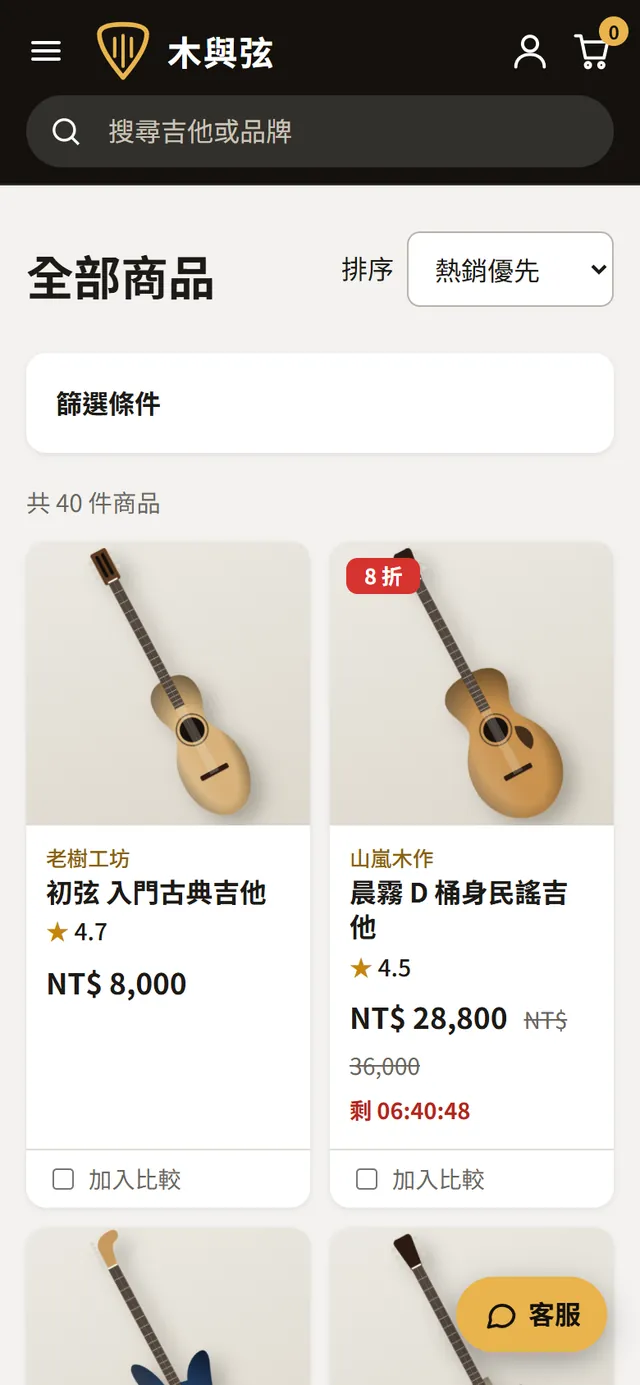 木與弦
0
搜尋吉他或品牌
全部商品
排序
熱銷優先
篩選條件
共 40 件商品
8 折
老樹工坊
初弦 入門古典吉他
★ 4.7
NT$ 8,000
加入比較
山嵐木作
晨霧 D 桶身民謠吉
他
★ 4.5
NT$ 28,800 NT$
36,000
剩 06:40:48
加入比較
客服